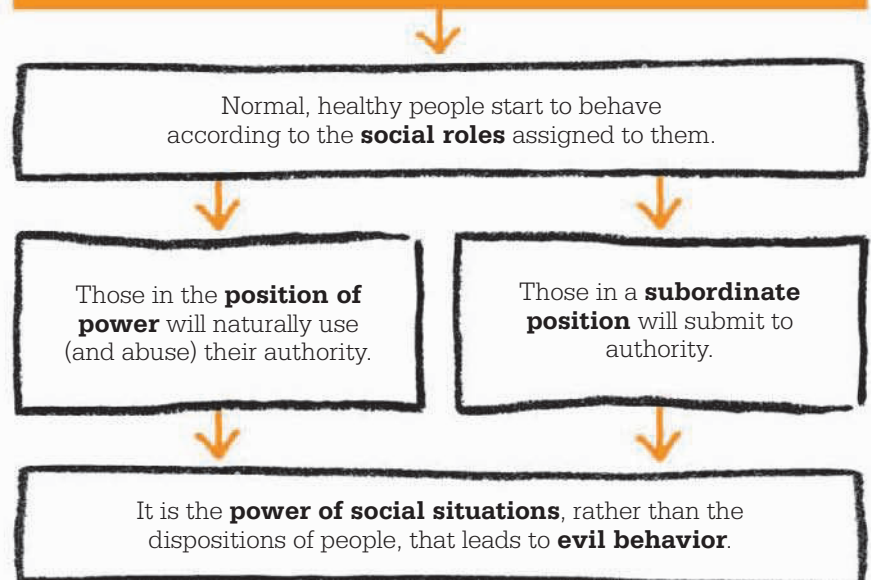 Normal, healthy people start to behave
according to the social roles assigned to them.
Those in the position of
power will naturally use
(and abuse) their authority.
Those in a subordinate
position will submit to
authority.
It is the power of social situations, rather than the
dispositions of people, that leads to evil behavior.